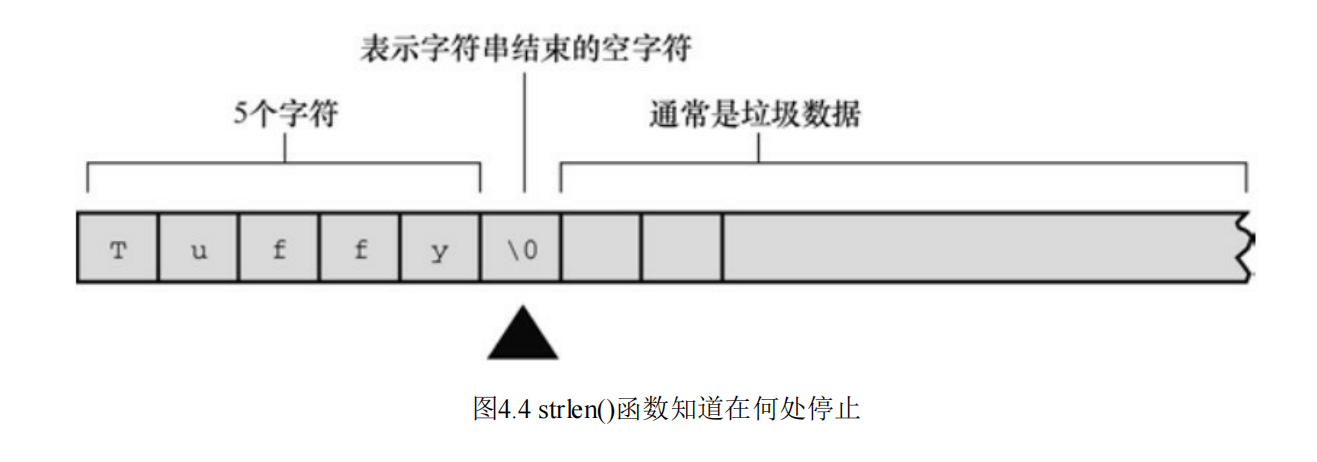 表示字符串结束的空字符
5个字符
通常是垃圾数据
T u f f y \0
图4.4 strlen()函数知道在何处停止